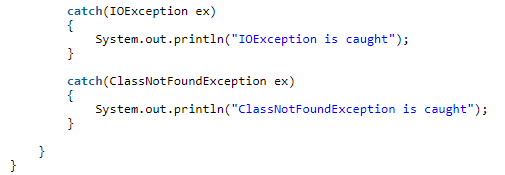 catch(IOException ex)
{
System.out.println("IOException is caught");
}
catch(ClassNotFoundException ex)
{
System.out.println("ClassNotFoundException is caught");
}
}
}